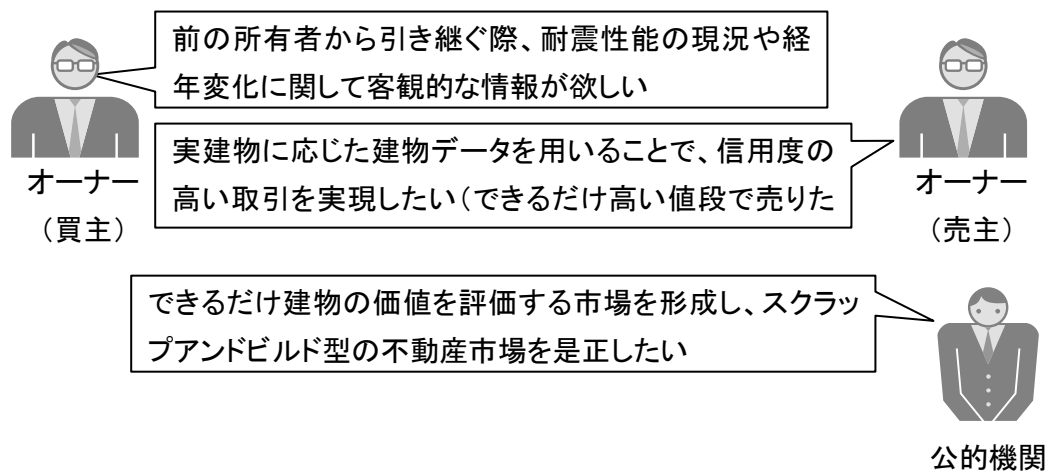 前の所有者から引き継ぐ際、耐震性能の現況や経
年変化に関して客観的な情報が欲しい
オーナー
（買主）
実建物に応じた建物データを用いることで、信用度の
高い取引を実現したい（できるだけ高い値段で売りた
オーナー
（売主）
できるだけ建物の価値を評価する市場を形成し、スクラッ
プアンドビルド型の不動産市場を是正したい
公的機関